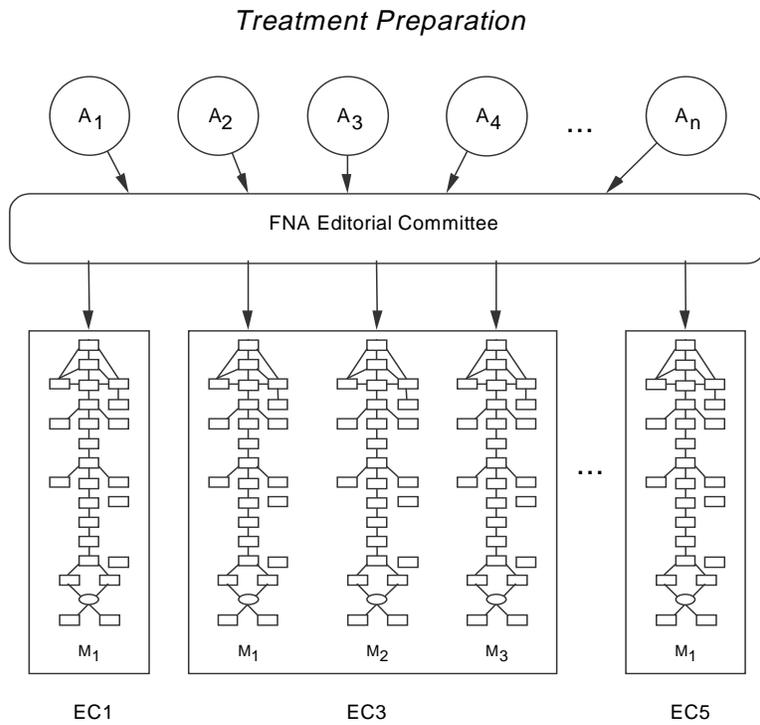 Treatment Preparation
A1 A2 A3 A4 ... An
FNA Editorial Committee
...
M1 M1 M2 M3 M1
EC1 EC3 EC5